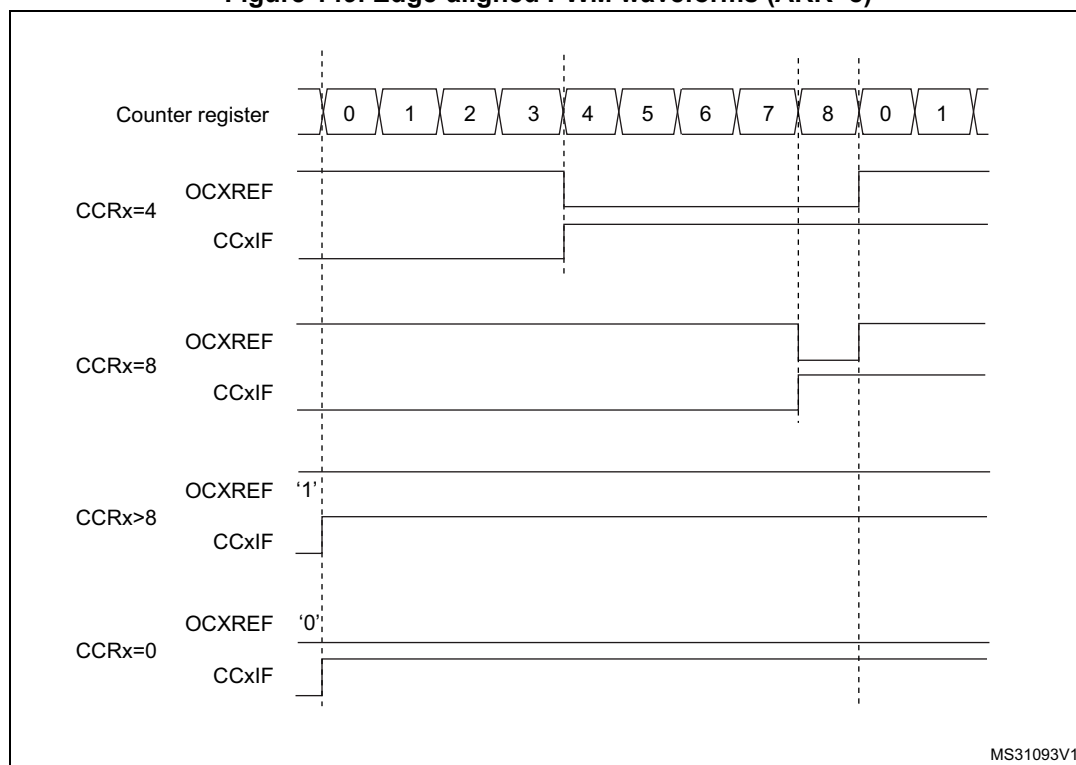 Counter register 0 1 2 3 4 5 6 7 8 0 1
OCXREF
CCRx=4
CCxIF
OCXREF
CCRx=8
CCxIF
OCXREF ‘1’
CCRx>8
CCxIF
OCXREF ‘0’
CCRx=0
CCxIF
MS31093V1